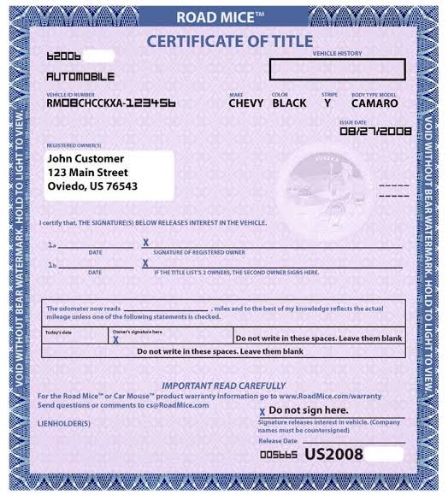 ROAD MICE™
CERTIFICATE OF TITLE
62006
VEHICLE HISTORY
AUTOMOBILE
VEHICLE ID NUMBER MAKE COLOR STRIPE BODY TYPE MODEL
RM08CHCCKXA-123456 CHEVY BLACK Y CAMARO
ISSUE DATE
08/27/2008
REGISTERED OWNER(S)
John Customer
123 Main Street
Oviedo, US 76543
I certify that, THE SIGNATURE(S) BELOW RELEASES INTEREST IN THE VEHICLE.
1a X
DATE SIGNATURE OF REGISTERED OWNER
1b X
DATE IF THE TITLE LIST'S 2 OWNERS, THE SECOND OWNER SIGNS HERE.
The odometer now reads , miles and to the best of my knowledge reflects the actual
mileage unless one of the following statements is checked.
Today's date Owner's signature here
X Do not write in these spaces. Leave them blank
Do not write in these spaces. Leave them blank
IMPORTANT READ CAREFULLY
For the Road Mice™ or Car Mouse™ product warranty information go to www.RoadMice.com/warranty
Send questions or comments to cs@RoadMice.com
X Do not sign here.
LIENHOLDER(S)
Signature releases interest in vehicle. (Company
names must be countersigned)
Release Date
005665 US2008
VOID WITHOUT BEAR WATERMARK. HOLD TO LIGHT TO VIEW.
VOID WITHOUT BEAR WATERMARK. HOLD TO LIGHT TO VIEW.